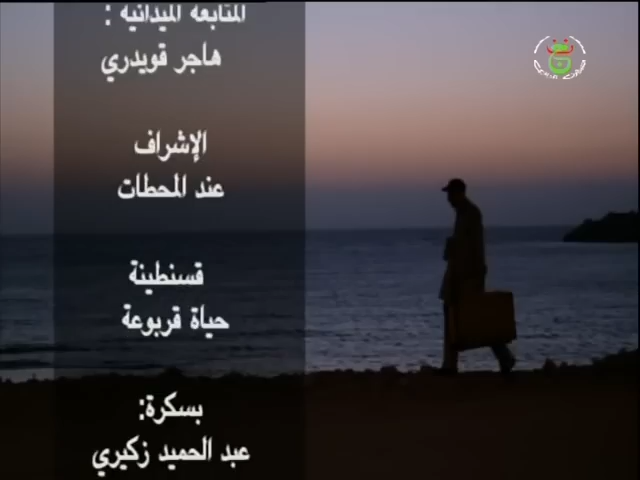 المتابعة الميدانية :
هاجر قويدري
الإشراف
عند المحطات
قسنطينة
حياة قربوعة
بسكرة:
عبد الحميد زكيري